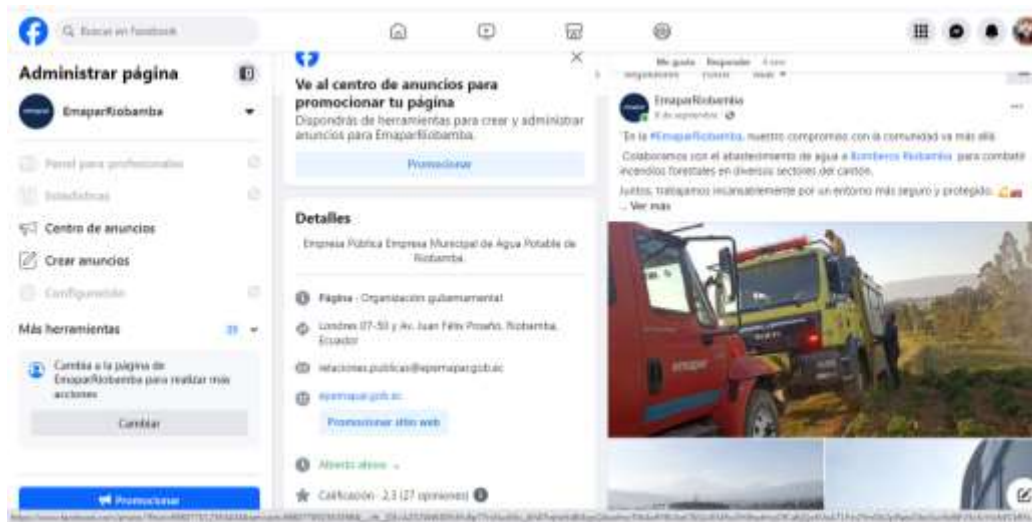 Buscar en Facebook
Administrar página
EmaparRiobamba
Panel para profesionales
Estadísticas
Centro de anuncios
Crear anuncios
Configuración
Más herramientas
Cambia a la página de
EmaparRiobamba para realizar más
acciones
Cambiar
Promocionar
Ve al centro de anuncios para
promocionar tu página
Dispondrás de herramientas para crear y administrar
anuncios para EmaparRiobamba.
Promocionar
Detalles
Empresa Pública Empresa Municipal de Agua Potable de
Riobamba.
Página · Organización gubernamental
Londres 07-50 y Av. Juan Félix Proaño, Riobamba,
Ecuador
relaciones.publicas@epemapar.gob.ec
epemapar.gob.ec
Promocionar sitio web
Abierto ahora
Calificación · 2,3 (27 opiniones)
Me gusta Responder
EmaparRiobamba
de septiembre
En la #EmaparRiobamba, nuestro compromiso con la comunidad va más allá.
Colaboramos con el abastecimiento de agua a Bomberos Riobamba para combatir
incendios forestales en diversos sectores del cantón.
Juntos, trabajamos incansablemente por un entorno más seguro y protegido.
... Ver más